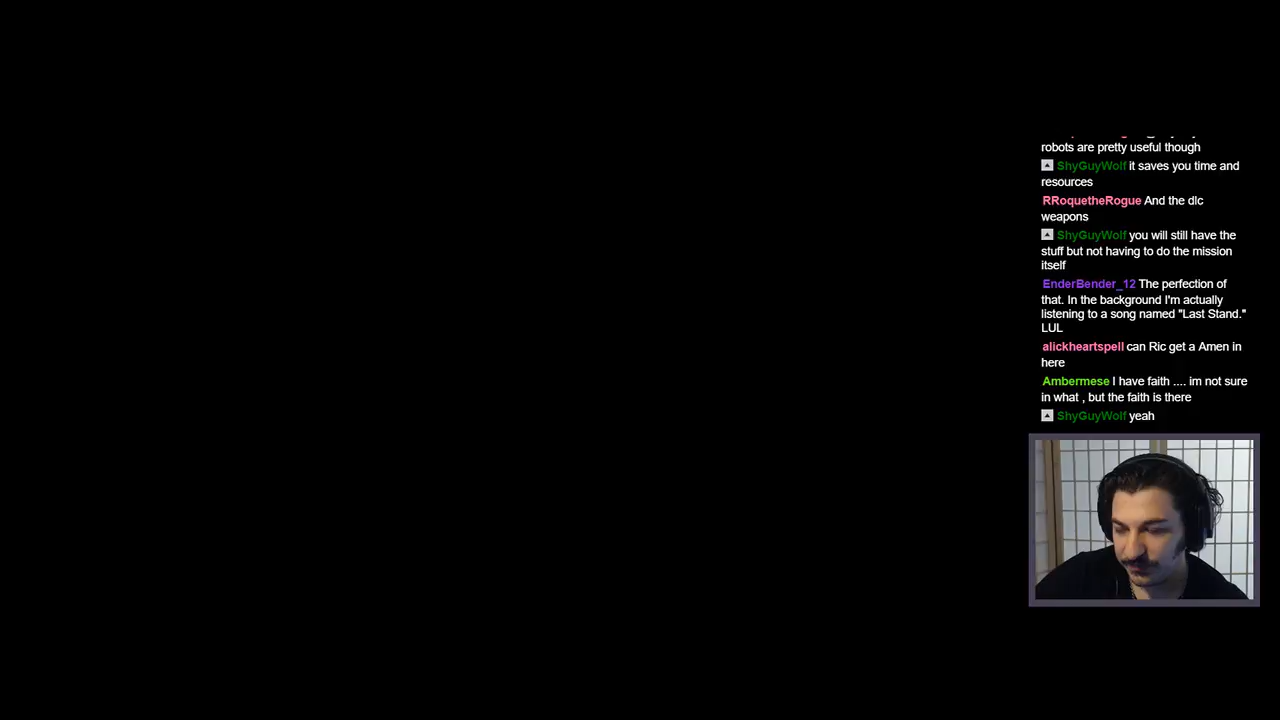 robots are pretty useful though
ShyGuyWolf it saves you time and
resources
RRoquetheRogue And the dlc
weapons
ShyGuyWolf you will still have the
stuff but not having to do the mission
itself
EnderBender_12 The perfection of
that. In the background I'm actually
listening to a song named "Last Stand."
LUL
alickheartspell can Ric get a Amen in
here
Ambermese I have faith .... im not sure
in what , but the faith is there
ShyGuyWolf yeah